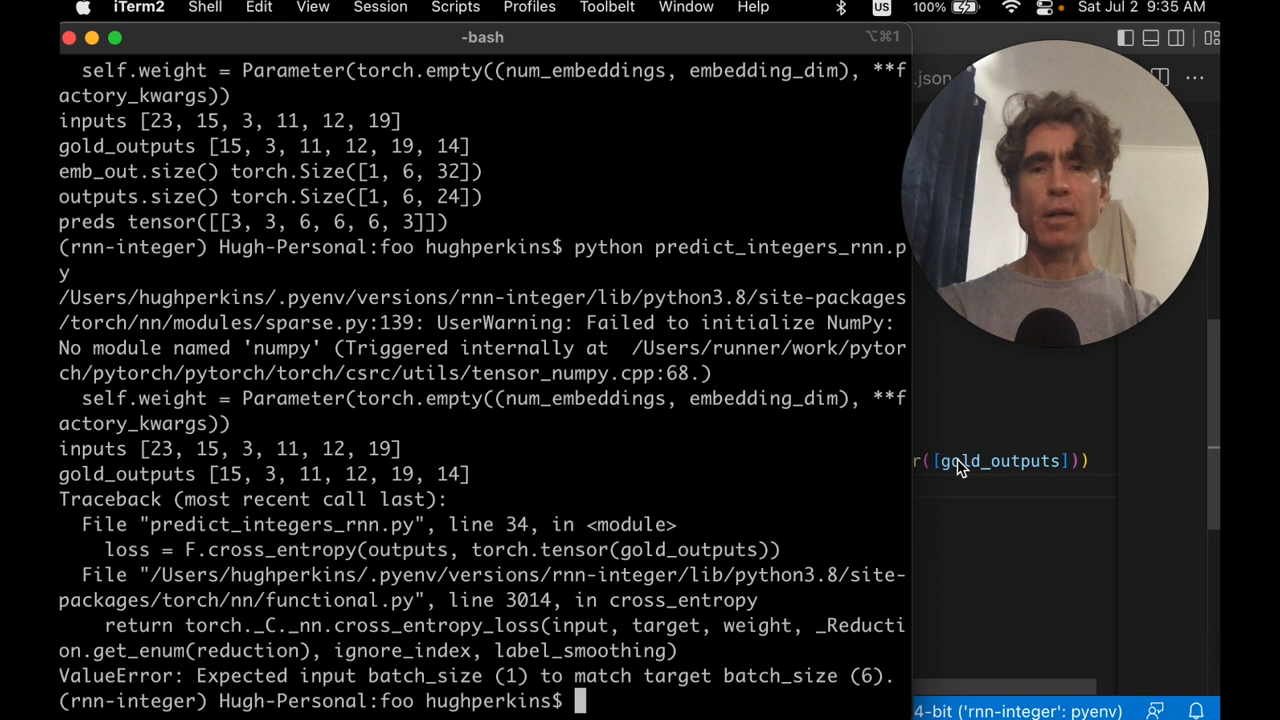 iTerm2 Shell Edit View Session Scripts Profiles Toolbelt Window Help US 100% Sat Jul 2 9:35 AM
-bash ⌥⌘1
self.weight = Parameter(torch.empty((num_embeddings, embedding_dim), **f
actory_kwargs))
inputs [23, 15, 3, 11, 12, 19]
gold_outputs [15, 3, 11, 12, 19, 14]
emb_out.size() torch.Size([1, 6, 32])
outputs.size() torch.Size([1, 6, 24])
preds tensor([[3, 3, 6, 6, 6, 3]])
(rnn-integer) Hugh-Personal:foo hughperkins$ python predict_integers_rnn.p
y
/Users/hughperkins/.pyenv/versions/rnn-integer/lib/python3.8/site-packages
/torch/nn/modules/sparse.py:139: UserWarning: Failed to initialize NumPy:
No module named 'numpy' (Triggered internally at  /Users/runner/work/pytor
ch/pytorch/pytorch/torch/csrc/utils/tensor_numpy.cpp:68.)
self.weight = Parameter(torch.empty((num_embeddings, embedding_dim), **f
actory_kwargs))
inputs [23, 15, 3, 11, 12, 19]
gold_outputs [15, 3, 11, 12, 19, 14]
Traceback (most recent call last):
File "predict_integers_rnn.py", line 34, in <module>
loss = F.cross_entropy(outputs, torch.tensor(gold_outputs))
File "/Users/hughperkins/.pyenv/versions/rnn-integer/lib/python3.8/site-
packages/torch/nn/functional.py", line 3014, in cross_entropy
return torch._C._nn.cross_entropy_loss(input, target, weight, _Reducti
on.get_enum(reduction), ignore_index, label_smoothing)
ValueError: Expected input batch_size (1) to match target batch_size (6).
(rnn-integer) Hugh-Personal:foo hughperkins$
.json ...
r([gold_outputs]))
4-bit ('rnn-integer': pyenv)